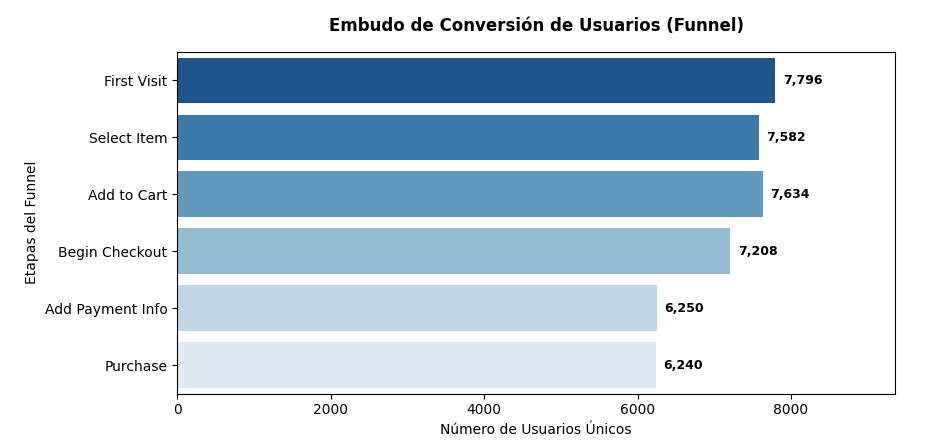 Embudo de Conversión de Usuarios (Funnel)
Etapas del Funnel
First Visit 7,796
Select Item 7,582
Add to Cart 7,634
Begin Checkout 7,208
Add Payment Info 6,250
Purchase 6,240
0 2000 4000 6000 8000
Número de Usuarios Únicos